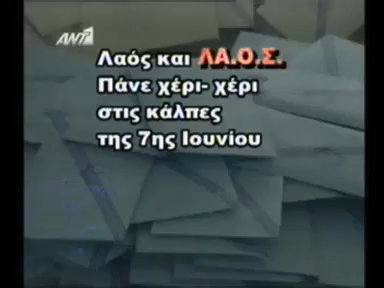 ANT1
Λαός και ΛΑ.Ο.Σ.
Πάνε χέρι- χέρι
στις κάλπες
της 7ης Ιουνίου